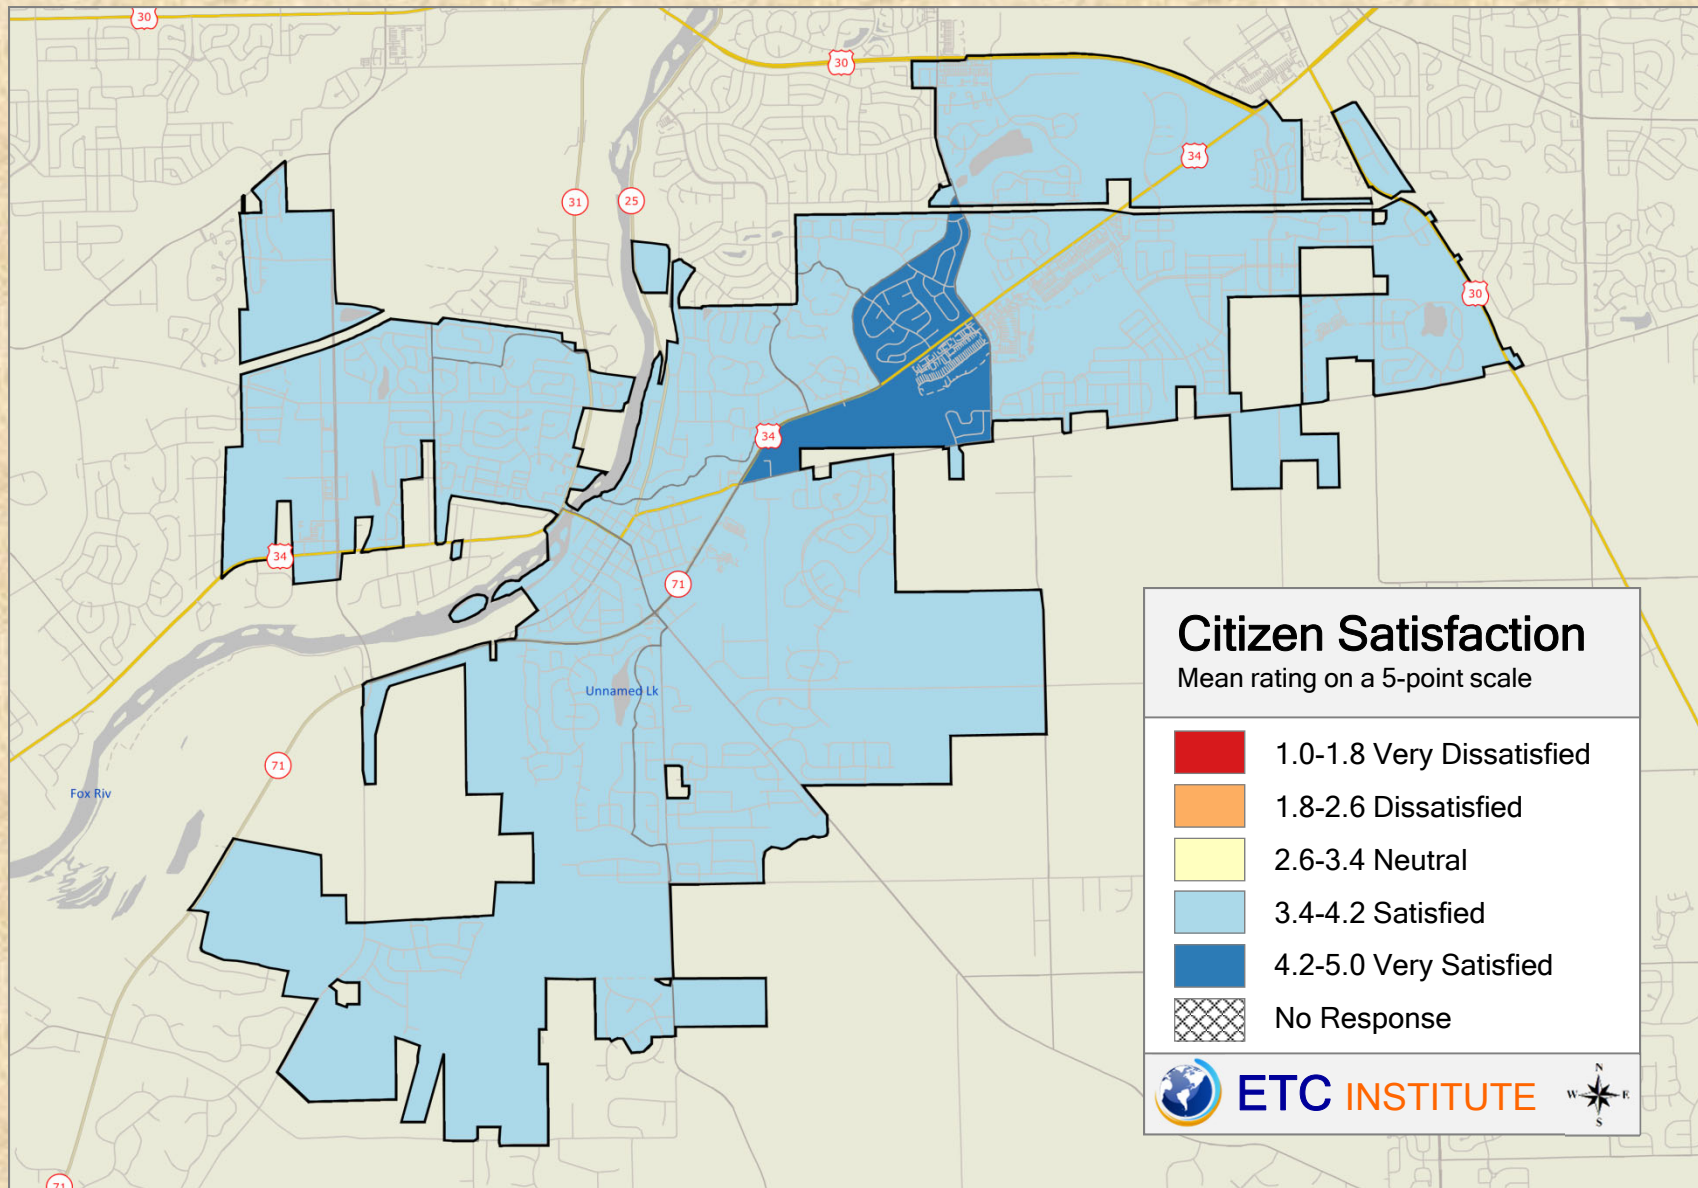 30
30
34
31
25
30
34
34
71
Unnamed Lk
71
Fox Riv
71
Citizen Satisfaction
Mean rating on a 5-point scale
1.0-1.8 Very Dissatisfied
1.8-2.6 Dissatisfied
2.6-3.4 Neutral
3.4-4.2 Satisfied
4.2-5.0 Very Satisfied
No Response
ETC INSTITUTE
N
W E
S